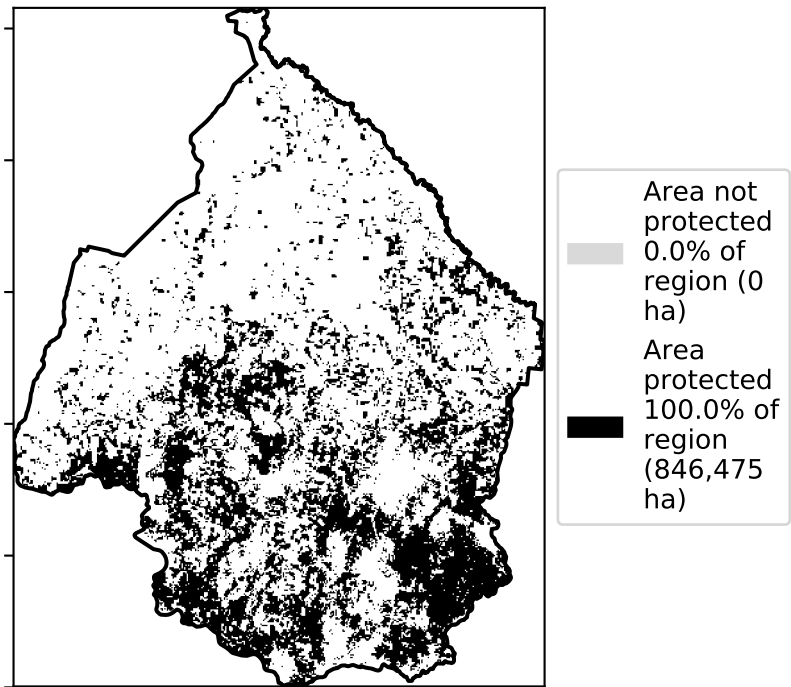 Area not
protected
0.0% of
region (0
ha)
Area
protected
100.0% of
region
(846,475
ha)